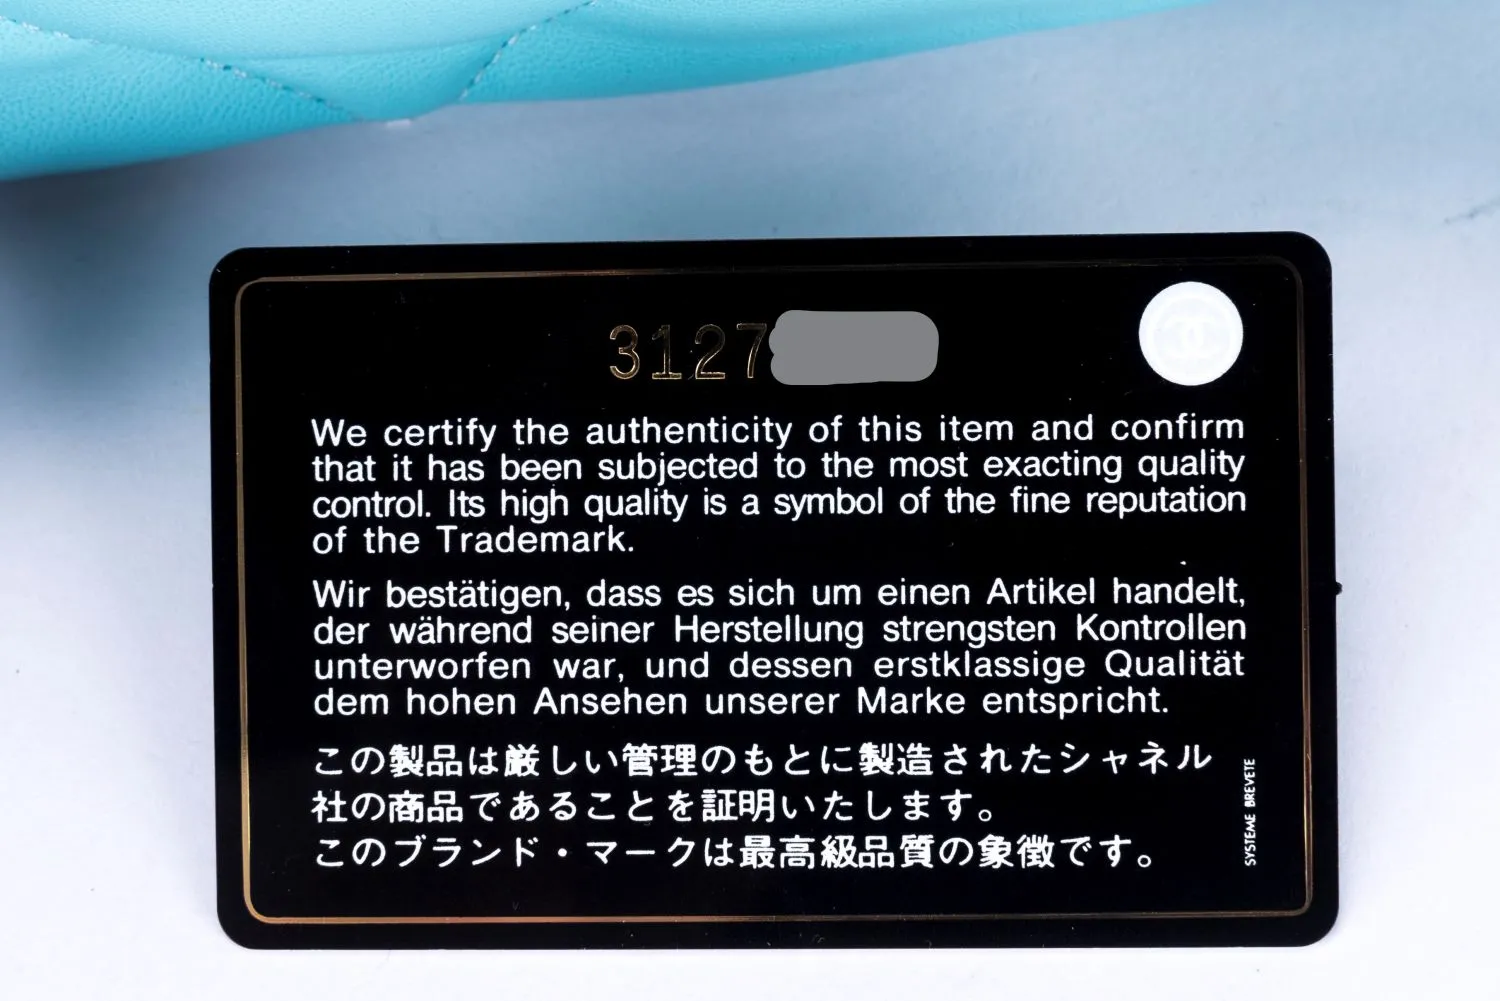 3127
We certify the authenticity of this item and confirm
that it has been subjected to the most exacting quality
control. Its high quality is a symbol of the fine reputation
of the Trademark.
Wir bestätigen, dass es sich um einen Artikel handelt,
der während seiner Herstellung strengsten Kontrollen
unterworfen war, und dessen erstklassige Qualität
dem hohen Ansehen unserer Marke entspricht.
この製品は厳しい管理のもとに製造されたシャネル
社の商品であることを証明いたします。
このブランド・マークは最高級品質の象徴です。
SYSTEME BREVETE